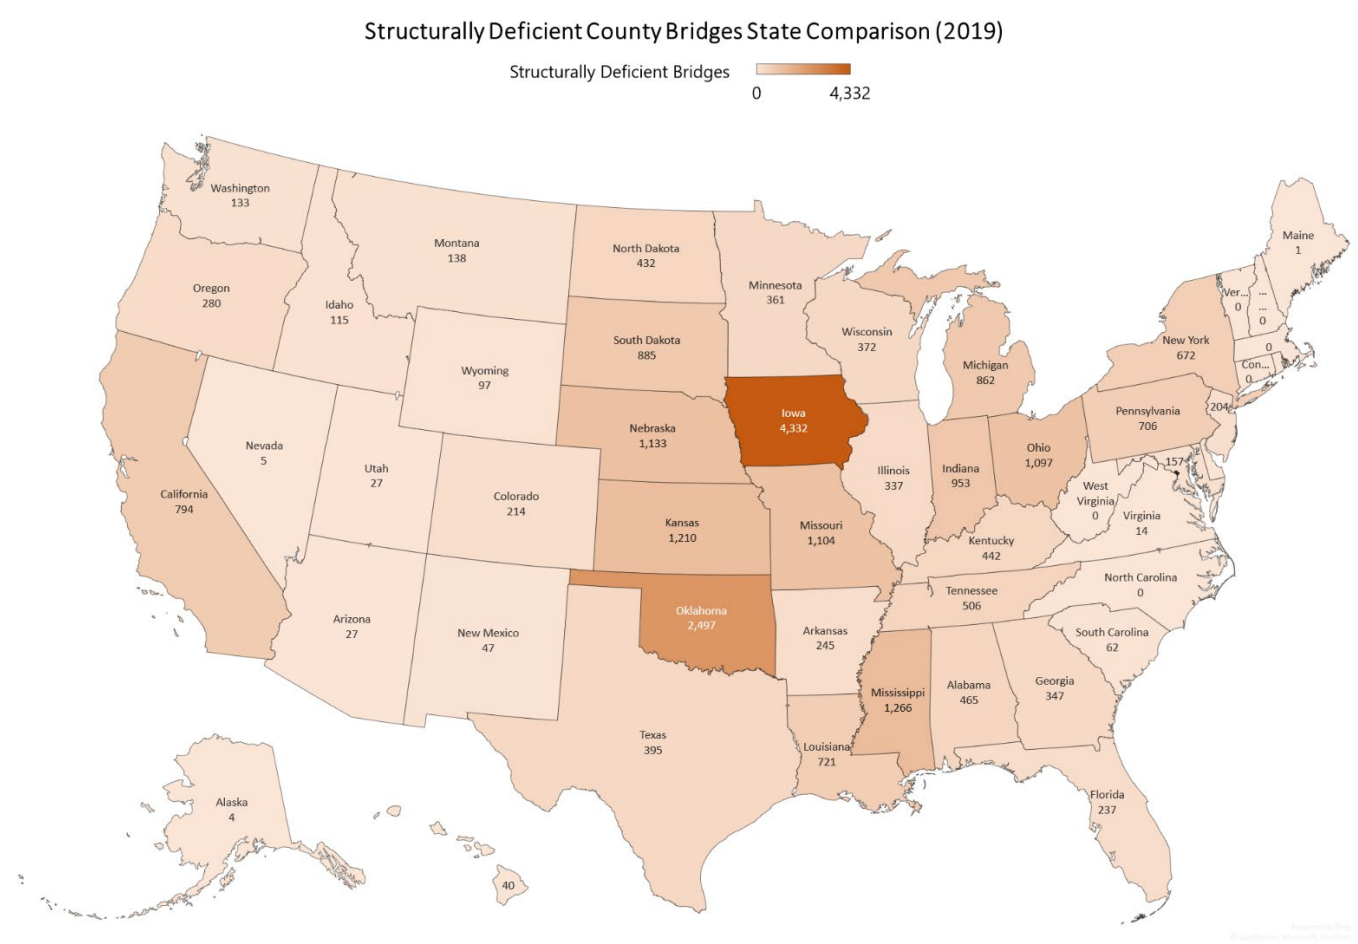 Structurally Deficient County Bridges State Comparison (2019)
Structurally Deficient Bridges
0
4,332
Washington
133
Oregon
280
Idaho
115
Montana
138
Wyoming
97
North Dakota
432
South Dakota
885
Nebraska
1,133
Minnesota
361
Wisconsin
372
Michigan
862
Iowa
4,332
Illinois
337
Indiana
953
Ohio
1,097
Pennsylvania
706
New York
672
Maine
1
Ver...
0
...
...
0
0
Con...
0
204
157
West
Virginia
0
Virginia
14
Kentucky
442
North Carolina
0
Tennessee
506
South Carolina
62
Georgia
347
Alabama
465
Mississippi
1,266
Louisiana
721
Arkansas
245
Missouri
1,104
Kansas
1,210
Oklahoma
2,497
Texas
395
New Mexico
47
Colorado
214
Utah
27
Arizona
27
Nevada
5
California
794
Alaska
4
40
Florida
237